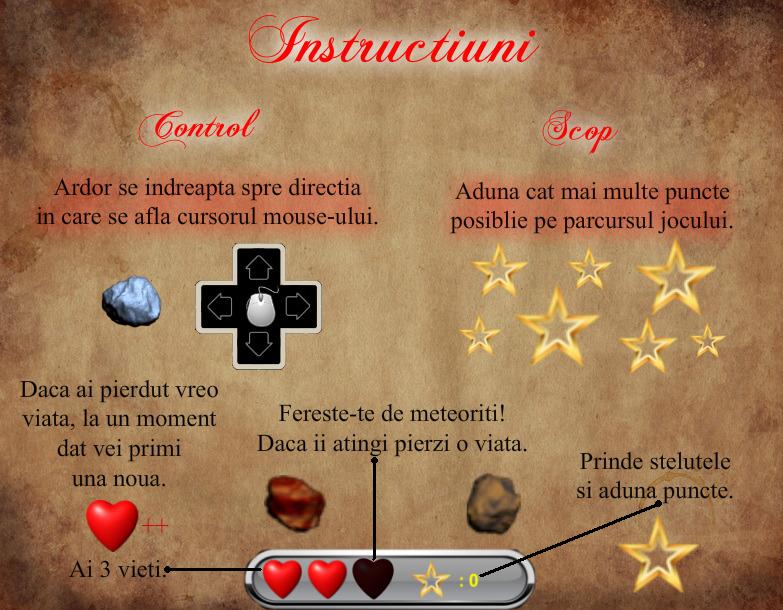 Instructiuni
Control
Scop
Ardor se indreapta spre directia
in care se afla cursorul mouse-ului.
Aduna cat mai multe puncte
posiblie pe parcursul jocului.
Daca ai pierdut vreo
viata, la un moment
dat vei primi
una noua.
++
Ai 3 vieti.
Fereste-te de meteoriti!
Daca ii atingi pierzi o viata.
Prinde stelutele
si aduna puncte.
:0